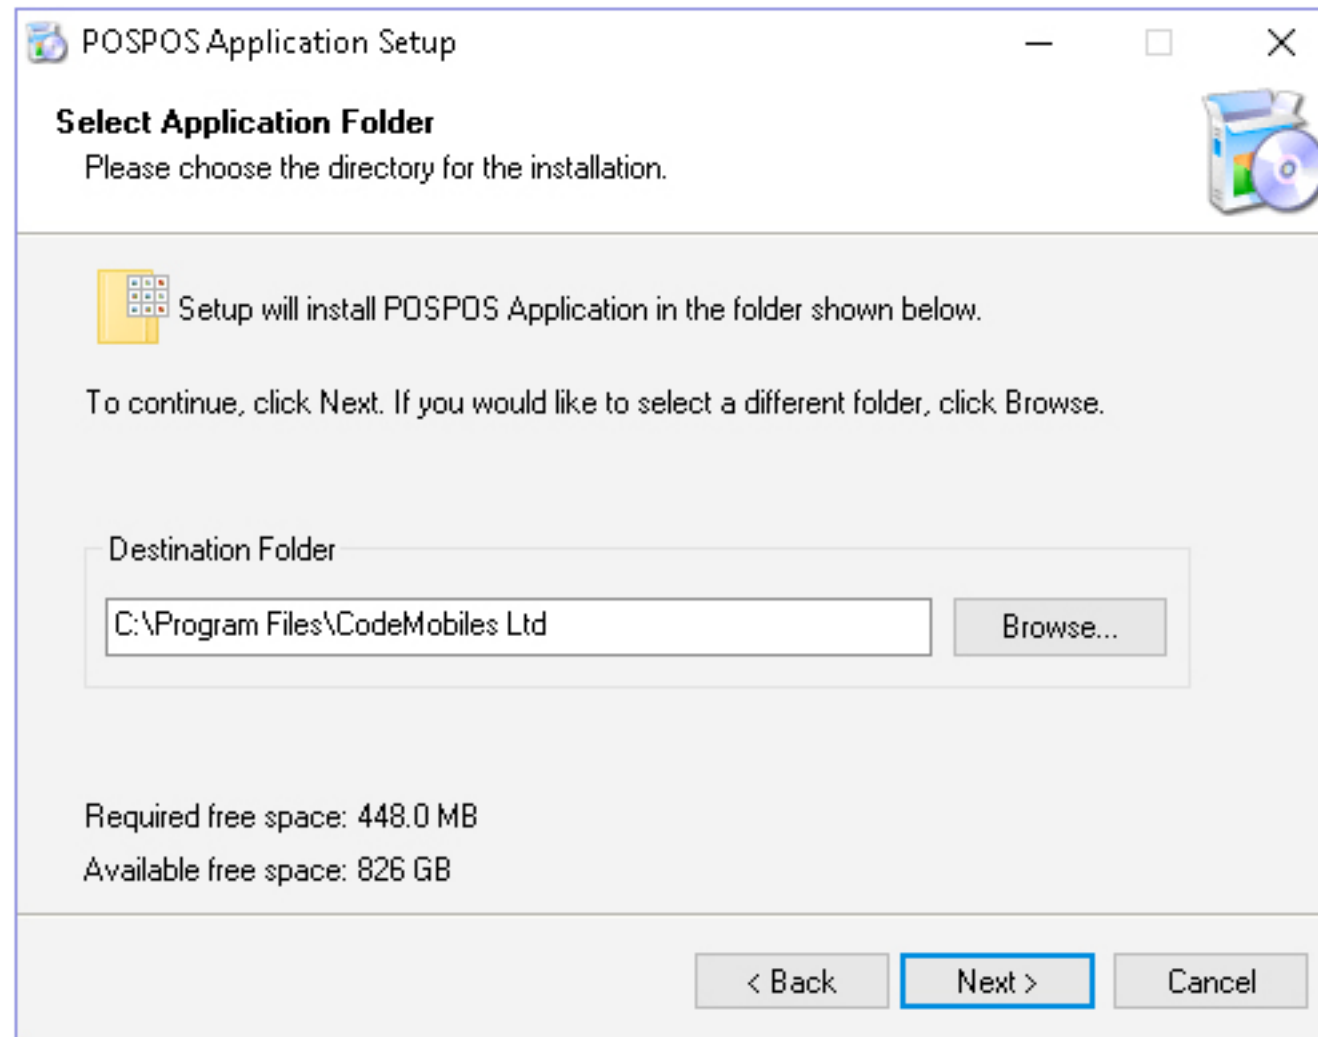 POSPOS Application Setup
Select Application Folder
Please choose the directory for the installation.
Setup will install POSPOS Application in the folder shown below.
To continue, click Next. If you would like to select a different folder, click Browse.
Destination Folder
C:\Program Files\CodeMobiles Ltd
Browse...
Required free space: 448.0 MB
Available free space: 826 GB
< Back
Next >
Cancel